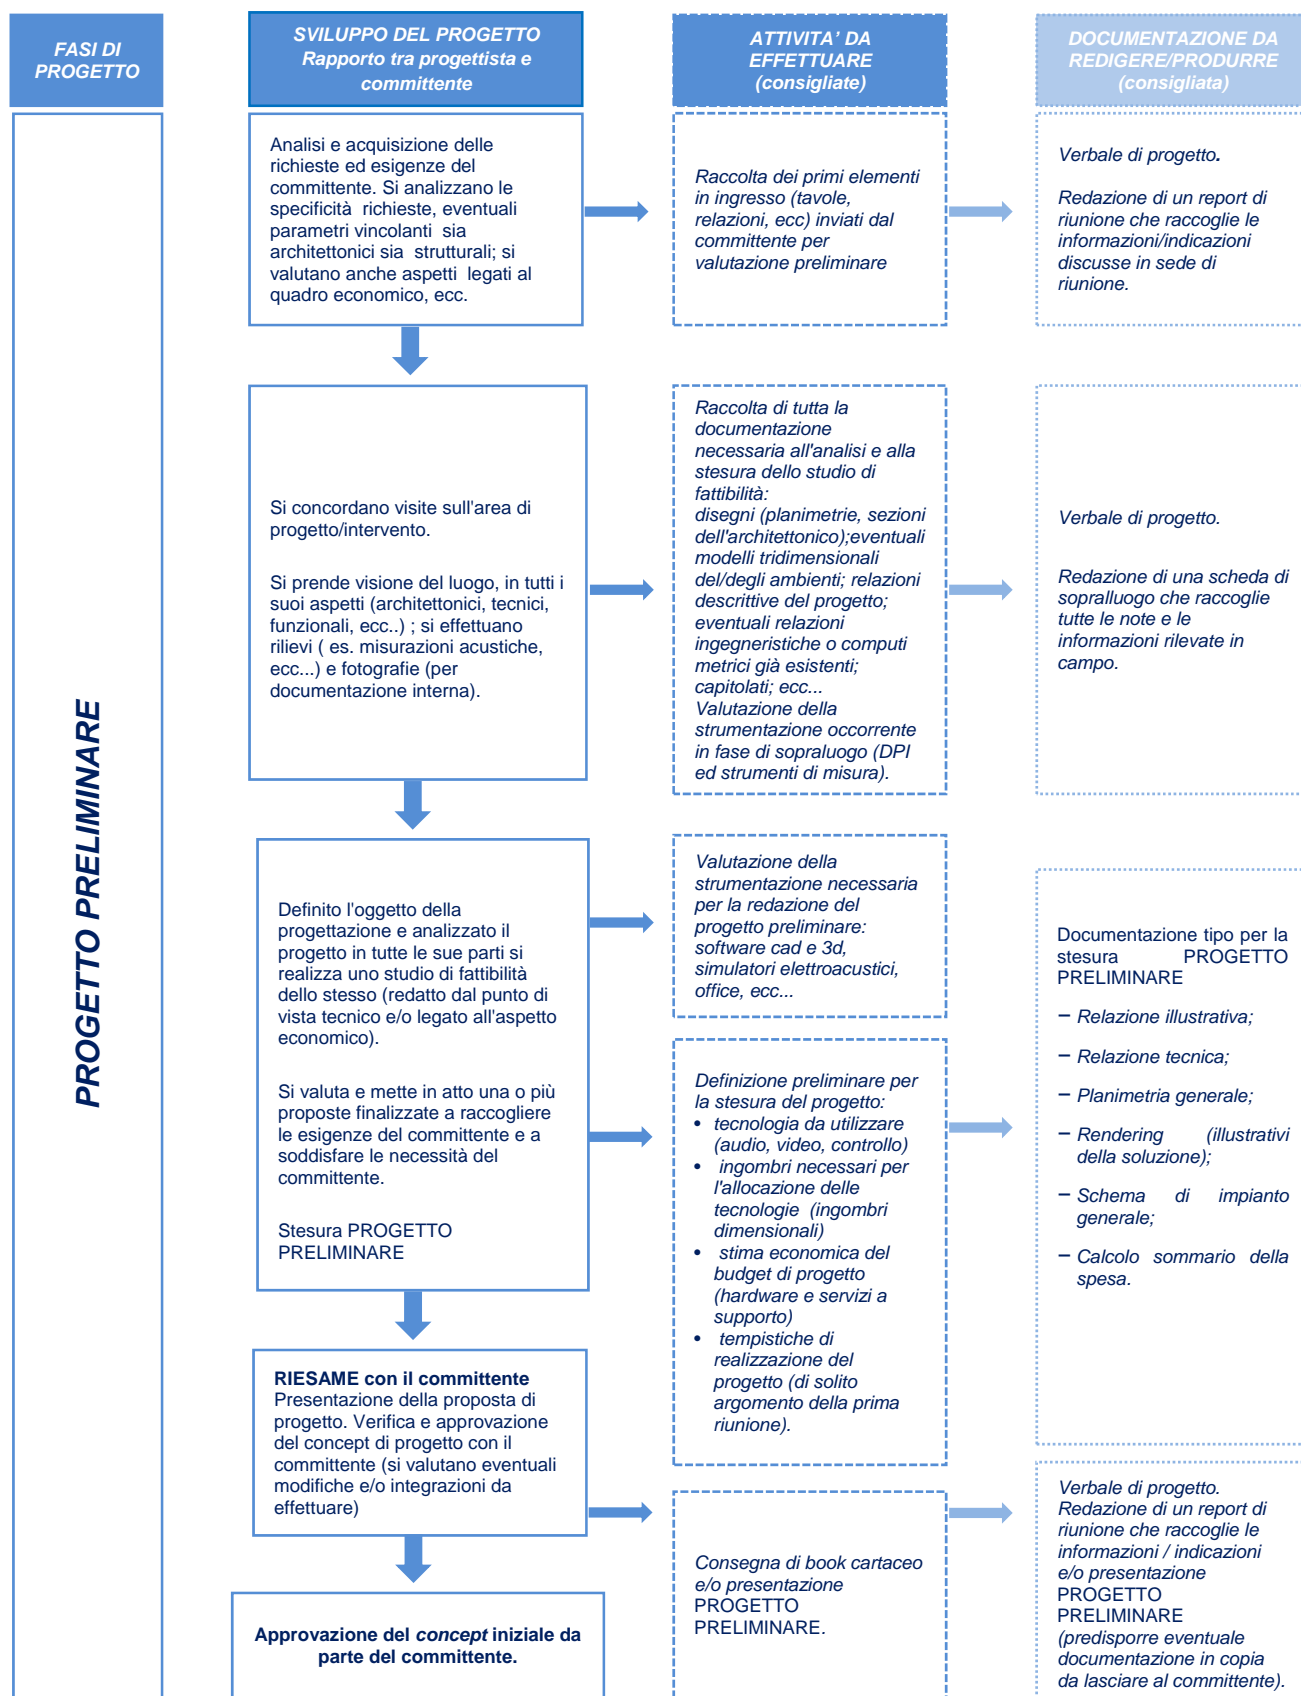 FASI DI
PROGETTO
SVILUPPO DEL PROGETTO
Rapporto tra progettista e
committente
ATTIVITA' DA
EFFETTUARE
(consigliate)
DOCUMENTAZIONE DA
REDIGERE/PRODURRE
(consigliata)
PROGETTO PRELIMINARE
Analisi e acquisizione delle
richieste ed esigenze del
committente. Si analizzano le
specificità richieste, eventuali
parametri vincolanti sia
architettonici sia strutturali; si
valutano anche aspetti legati al
quadro economico, ecc.
Raccolta dei primi elementi
in ingresso (tavole,
relazioni, ecc) inviati dal
committente per
valutazione preliminare
Verbale di progetto.
Redazione di un report di
riunione che raccoglie le
informazioni/indicazioni
discusse in sede di
riunione.
Si concordano visite sull'area di
progetto/intervento.
Si prende visione del luogo, in tutti i
suoi aspetti (architettonici, tecnici,
funzionali, ecc..) ; si effettuano
rilievi ( es. misurazioni acustiche,
ecc...) e fotografie (per
documentazione interna).
Raccolta di tutta la
documentazione
necessaria all'analisi e alla
stesura dello studio di
fattibilità:
disegni (planimetrie, sezioni
dell'architettonico);eventuali
modelli tridimensionali
del/degli ambienti; relazioni
descrittive del progetto;
eventuali relazioni
ingegneristiche o computi
metrici già esistenti;
capitolati; ecc...
Valutazione della
strumentazione occorrente
in fase di sopraluogo (DPI
ed strumenti di misura).
Verbale di progetto.
Redazione di una scheda di
sopralluogo che raccoglie
tutte le note e le
informazioni rilevate in
campo.
Definito l'oggetto della
progettazione e analizzato il
progetto in tutte le sue parti si
realizza uno studio di fattibilità
dello stesso (redatto dal punto di
vista tecnico e/o legato all'aspetto
economico).
Si valuta e mette in atto una o più
proposte finalizzate a raccogliere
le esigenze del committente e a
soddisfare le necessità del
committente.
Stesura PROGETTO
PRELIMINARE
Valutazione della
strumentazione necessaria
per la redazione del
progetto preliminare:
software cad e 3d,
simulatori elettroacustici,
office, ecc...
Definizione preliminare per
la stesura del progetto:
• tecnologia da utilizzare
(audio, video, controllo)
• ingombri necessari per
l'allocazione delle
tecnologie (ingombri
dimensionali)
• stima economica del
budget di progetto
(hardware e servizi a
supporto)
• tempistiche di
realizzazione del
progetto (di solito
argomento della prima
riunione).
Documentazione tipo per la
stesura PROGETTO
PRELIMINARE
– Relazione illustrativa;
– Relazione tecnica;
– Planimetria generale;
– Rendering (illustrativi
della soluzione);
– Schema di impianto
generale;
– Calcolo sommario della
spesa.
RIESAME con il committente
Presentazione della proposta di
progetto. Verifica e approvazione
del concept di progetto con il
committente (si valutano eventuali
modifiche e/o integrazioni da
effettuare)
Consegna di book cartaceo
e/o presentazione
PROGETTO
PRELIMINARE.
Verbale di progetto.
Redazione di un report di
riunione che raccoglie le
informazioni / indicazioni
e/o presentazione
PROGETTO
PRELIMINARE
(predisporre eventuale
documentazione in copia
da lasciare al committente).
Approvazione del concept iniziale da
parte del committente.